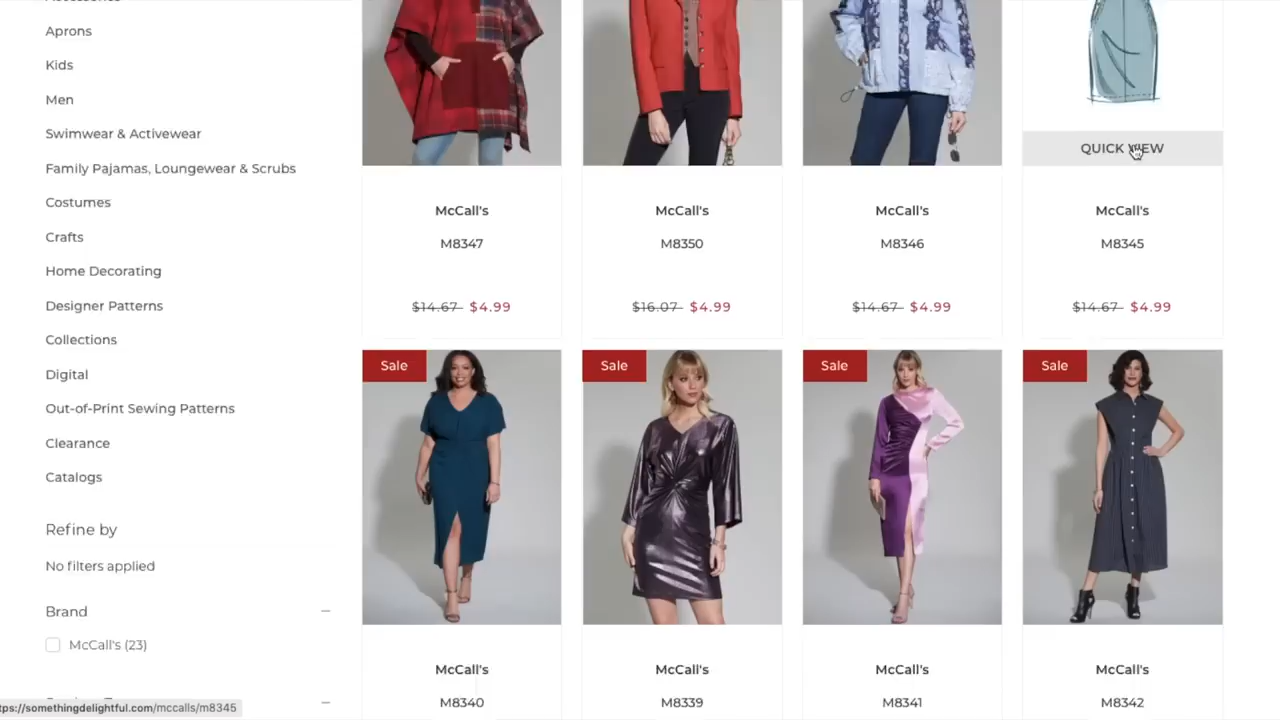 Aprons
Kids
Men
Swimwear & Activewear
Family Pajamas, Loungewear & Scrubs
Costumes
Crafts
Home Decorating
Designer Patterns
Collections
Digital
Out-of-Print Sewing Patterns
Clearance
Catalogs
Refine by
No filters applied
Brand
McCall's (23)
tps://somethingdelightful.com/mccalls/m8345
QUICK VIEW
McCall's McCall's McCall's McCall's
M8347 M8350 M8346 M8345
$14.67 $4.99 $16.07 $4.99 $14.67 $4.99 $14.67 $4.99
Sale Sale Sale Sale
McCall's McCall's McCall's McCall's
M8340 M8339 M8341 M8342